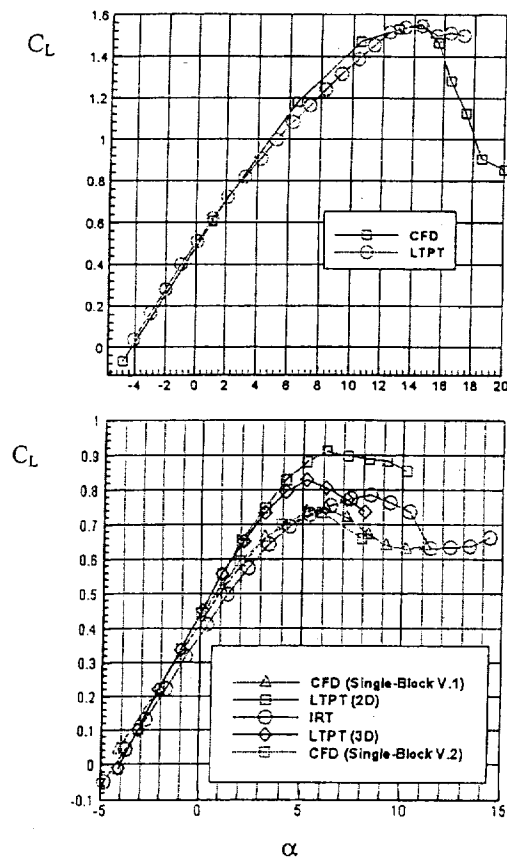 C_L
1.6
1.4
1.2
1
0.8
0.6
0.4
0.2
0
CFD
LTPT
-6 -4 -2 0 2 4 6 8 10 12 14 16 18 20
C_L
1
0.9
0.8
0.7
0.6
0.5
0.4
0.3
0.2
0.1
0
-0.1
CFD (Single-Block V.1)
LTPT (2D)
IRT
LTPT (3D)
CFD (Single-Block V.2)
-5 0 5 10 15
α